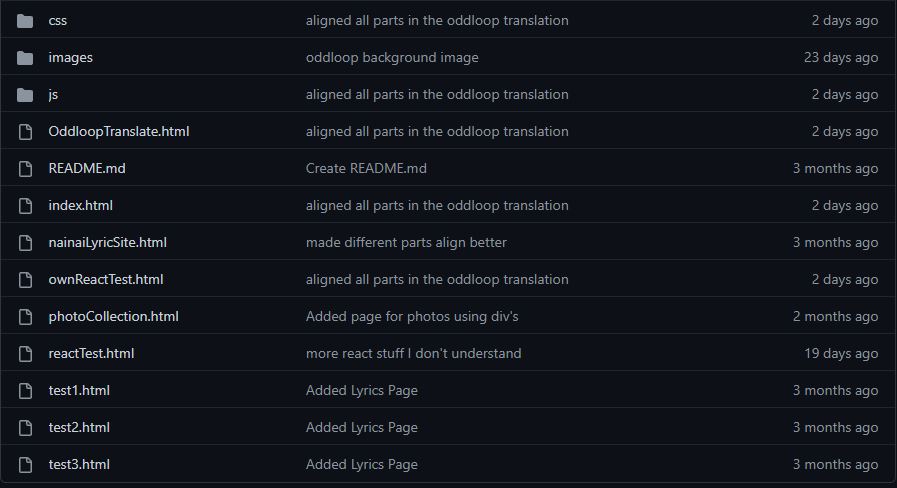 css aligned all parts in the oddloop translation 2 days ago
images oddloop background image 23 days ago
js aligned all parts in the oddloop translation 2 days ago
OddloopTranslate.html aligned all parts in the oddloop translation 2 days ago
README.md Create README.md 3 months ago
index.html aligned all parts in the oddloop translation 2 days ago
nainaiLyricSite.html made different parts align better 3 months ago
ownReactTest.html aligned all parts in the oddloop translation 2 days ago
photoCollection.html Added page for photos using div's 2 months ago
reactTest.html more react stuff I don't understand 19 days ago
test1.html Added Lyrics Page 3 months ago
test2.html Added Lyrics Page 3 months ago
test3.html Added Lyrics Page 3 months ago